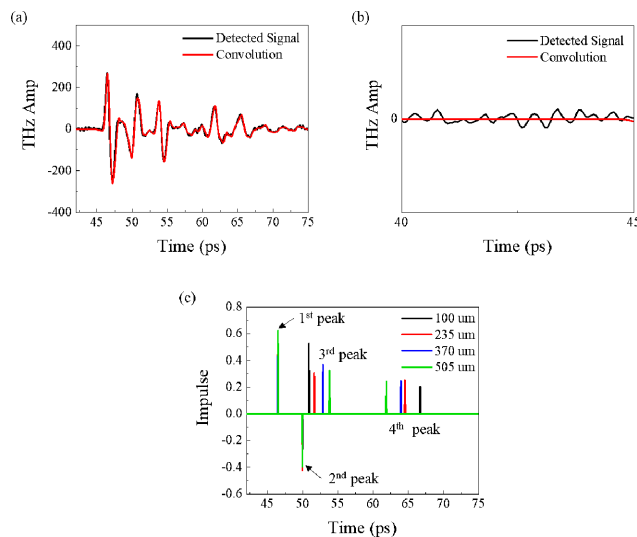 (a)
Detected Signal
Convolution
400
200
0
-200
-400
THz Amp
45 50 55 60 65 70 75
Time (ps)
(b)
Detected Signal
Convolution
0
THz Amp
40 45
Time (ps)
(c)
0.8
0.6
0.4
0.2
0.0
-0.2
-0.4
-0.6
Impulse
1st peak
2nd peak
3rd peak
4th peak
100 um
235 um
370 um
505 um
45 50 55 60 65 70 75
Time (ps)